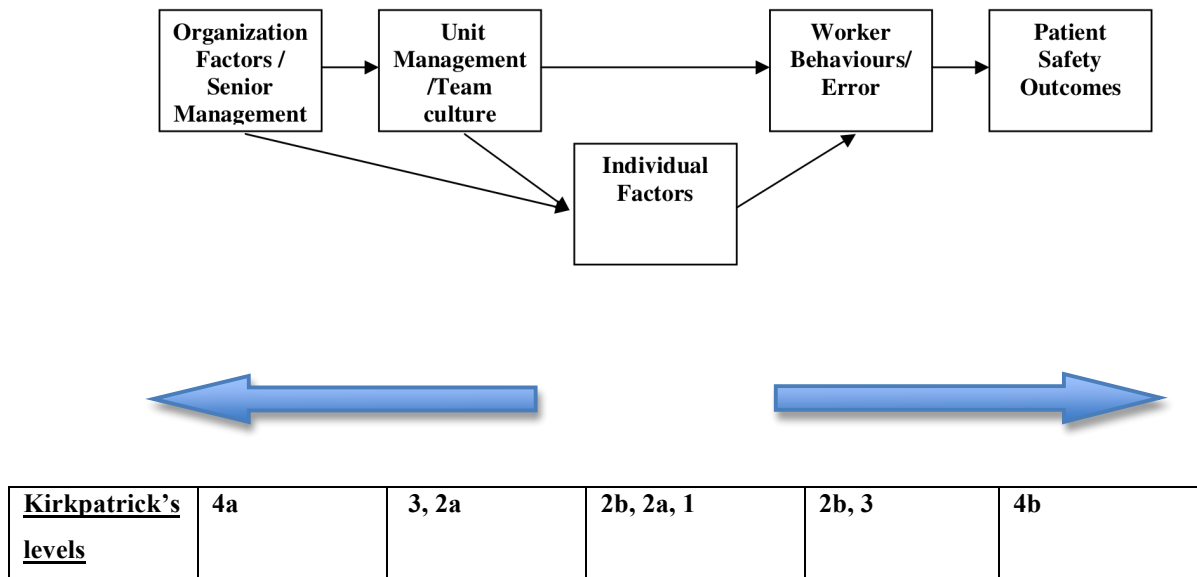 Organization
Factors /
Senior
Management
Unit
Management
/Team
culture
Worker
Behaviours/
Error
Patient
Safety
Outcomes
Individual
Factors
Kirkpatrick's
levels
4a
3, 2a
2b, 2a, 1
2b, 3
4b